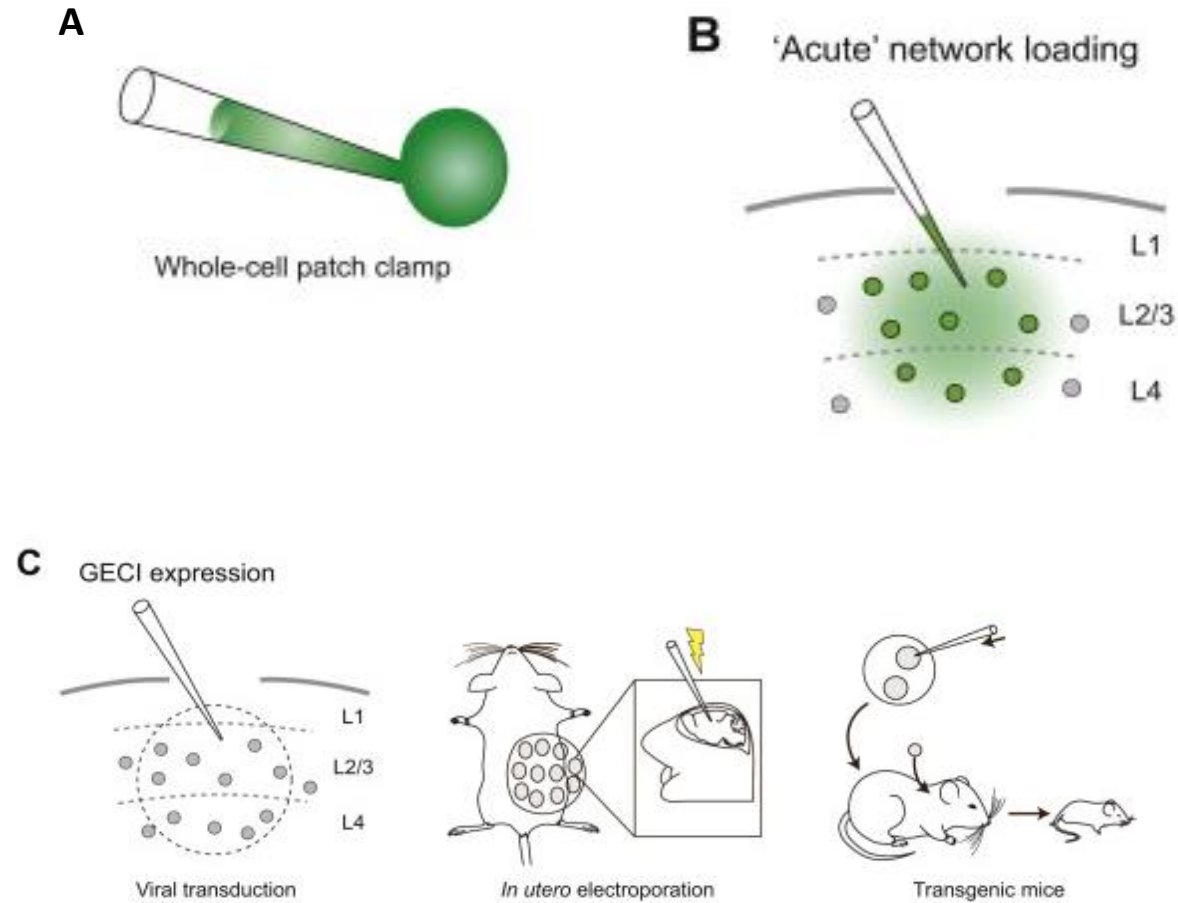 A
Whole-cell patch clamp
B
‘Acute’ network loading
L1
L2/3
L4
C
GECI expression
L1
L2/3
L4
Viral transduction
In utero electroporation
Transgenic mice